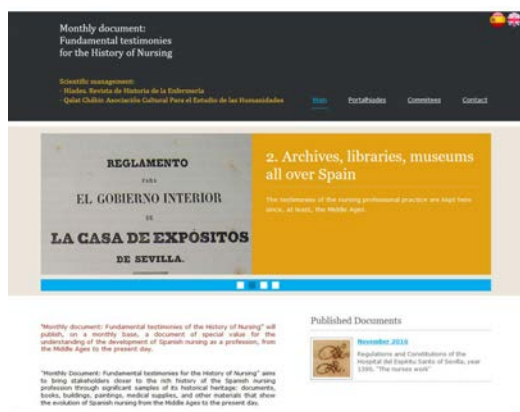 Monthly document:
Fundamental testimonies
for the History of Nursing
Scientific management:
- Híades. Revista de Historia de la Enfermería
- Qalat Chábir. Asociación Cultural Para el Estudio de las Humanidades
Main
PortalHiades
Commitees
Contact
REGLAMENTO
PARA
EL GOBIERNO INTERIOR
DE
LA CASA DE EXPÓSITOS
DE SEVILLA.
2. Archives, libraries, museums
all over Spain
The testimonies of the nursing professional practice are kept here
since, at least, the Middle Ages.
"Monthly document: Fundamental testimonies of the History of Nursing" will
publish, on a monthly base, a document of special value for the
understanding of the development of Spanish nursing as a profession, from
the Middle Ages to the present day.
"Monthly Document: Fundamental testimonies for the History of Nursing" aims
to bring stakeholders closer to the rich history of the Spanish nursing
profession through significant samples of its historical heritage: documents,
books, buildings, paintings, medical supplies, and other materials that show
the evolution of Spanish nursing from the Middle Ages to the present day.
Published Documents
November 2016
Regulations and Constitutions of the
Hospital del Espíritu Santo of Sevilla, year
1390. "The nurses work"